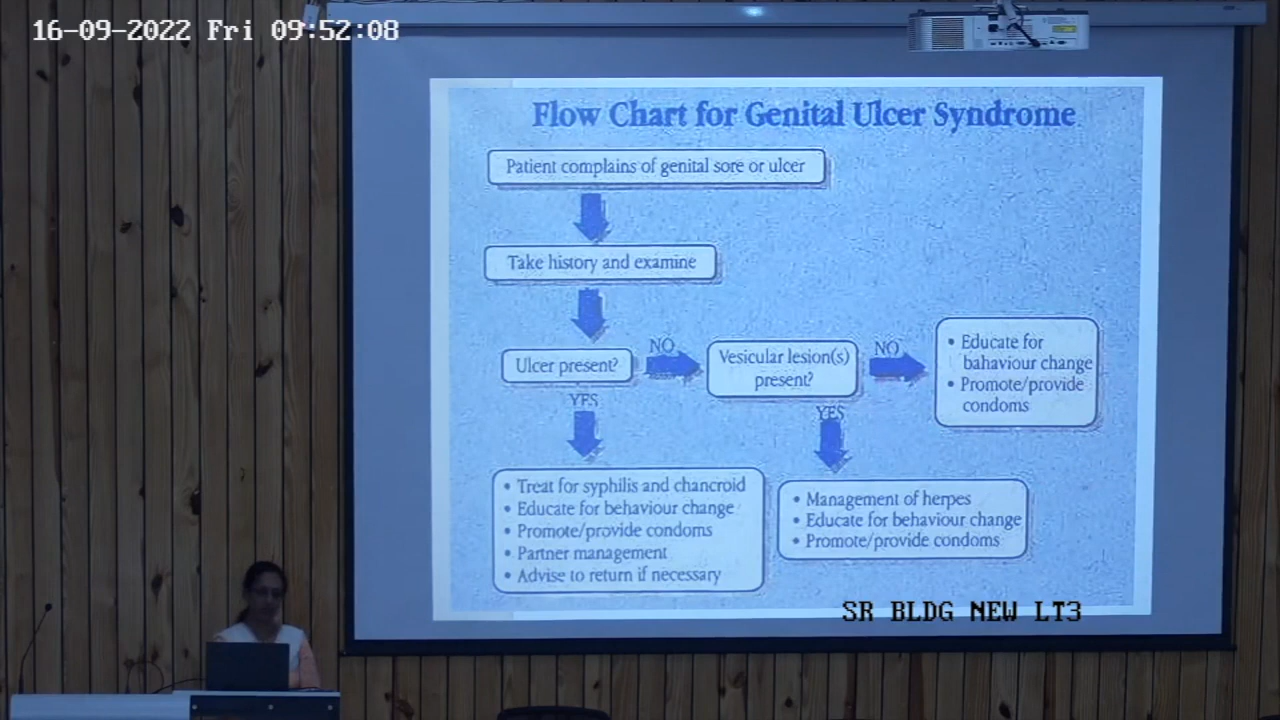 16-09-2022 Fri 09:52:08
Flow Chart for Genital Ulcer Syndrome
Patient complains of genital sore or ulcer
Take history and examine
Ulcer present?
NO
Vesicular lesion(s)
present?
NO
• Educate for
bahaviour change
• Promote/provide
condoms
YES
YES
• Treat for syphilis and chancroid
• Educate for behaviour change
• Promote/provide condoms
• Partner management
• Advise to return if necessary
• Management of herpes
• Educate for behaviour change
• Promote/provide condoms
SR BLDG NEW LT3